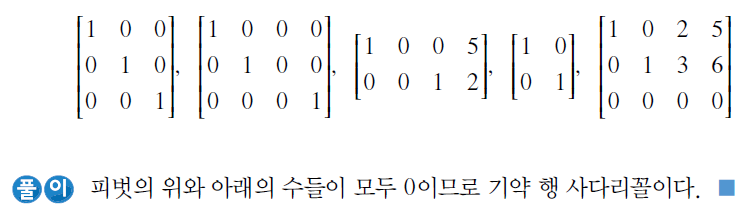 [1 0 0] [1 0 0 0] [1 0 2 5]
[0 1 0], [0 1 0 0], [1 0 0 5] [1 0] [0 1 3 6]
[0 0 1] [0 0 0 1] [0 0 1 2], [0 1], [0 0 0 0]
풀이 피벗의 위와 아래의 수들이 모두 0이므로 기약 행 사다리꼴이다. ■